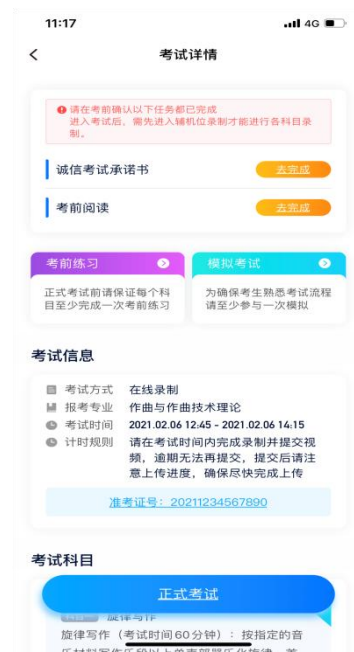 11:17
4G
考试详情
请在考前确认以下任务都已完成
进入考试后，需先进入辅机位录制才能进行各科目录
制。
诚信考试承诺书
去完成
考前阅读
去完成
考前练习
模拟考试
正式考试前请保证每个科
目至少完成一次考前练习
为确保考生熟悉考试流程
请至少参与一次模拟
考试信息
考试方式 在线录制
报考专业 作曲与作曲技术理论
考试时间 2021.02.06 12:45 - 2021.02.06 14:15
计时规则 请在考试时间内完成录制并提交视
频，逾期无法再提交，提交后请注
意上传进度，确保尽快完成上传
准考证号：20211234567890
考试科目
正式考试
旋律写作
旋律写作（考试时间60分钟）：按指定的音